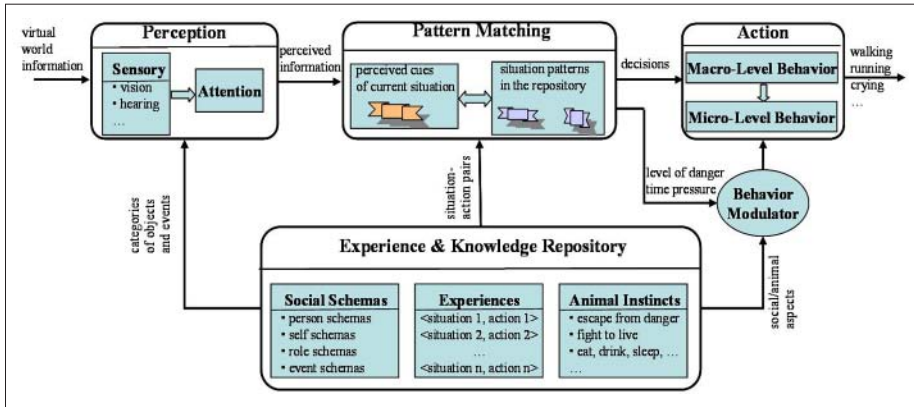 virtual
world
information
Perception
Sensory
• vision
• hearing
…
Attention
perceived
information
Pattern Matching
perceived cues
of current situation
situation patterns
in the repository
decisions
Action
Macro-Level Behavior
Micro-Level Behavior
walking
running
crying
…
categories
of objects
and events
situation-
action pairs
level of danger
time pressure
Behavior
Modulator
social/animal
aspects
Experience & Knowledge Repository
Social Schemas
• person schemas
• self schemas
• role schemas
• event schemas
Experiences
<situation 1, action 1>
<situation 2, action 2>
…
<situation n, action n>
Animal Instincts
• escape from danger
• fight to live
• eat, drink, sleep, …
…